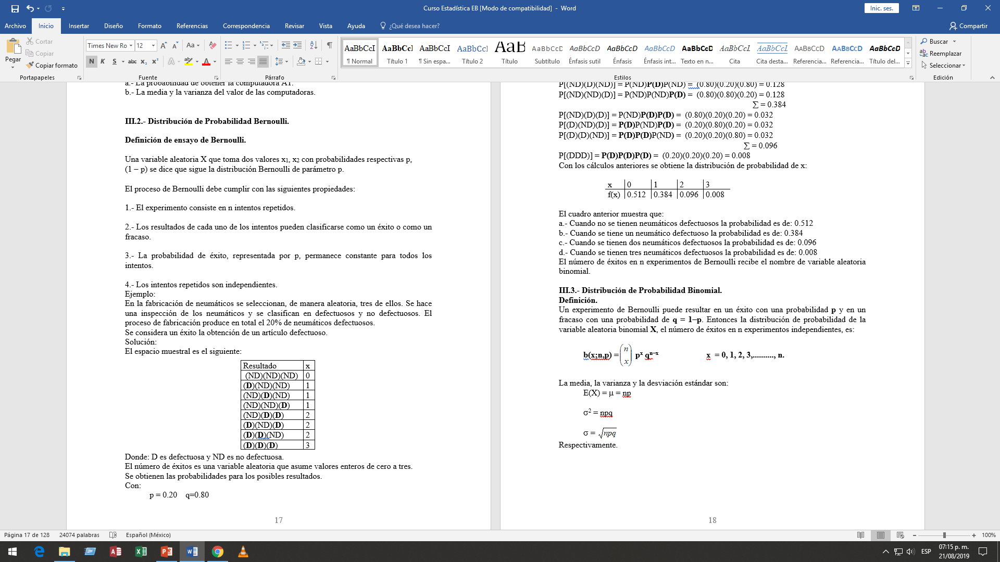 Curso Estadística EB [Modo de compatibilidad] - Word
Inic. ses.
Archivo Inicio Insertar Diseño Formato Referencias Correspondencia Revisar Vista Ayuda ¿Qué desea hacer? Compartir
Pegar
Cortar
Copiar
Copiar formato
Portapapeles
Times New Ro 12
N K S abc x₂ x²
Fuente
Párrafo
AaBbCcI AaBbCcI AaBbCcI AaBbCcI AaB AaBbCcD AaBbCcD AaBbCcD AaBbCcD AaBbCcD AaBbCcI AaBbCcI AaBbCcD AaBbCcD AaBbCcD
¶ Normal Título 1 ¶ Sin espa... Título 2 Título Subtítulo Énfasis sutil Énfasis Énfasis int... Texto en n... Cita Cita desta... Referencia... Referencia... Título del...
Estilos
Buscar
Reemplazar
Seleccionar
Edición
a.- La probabilidad de obtener la computadora A1.
b.- La media y la varianza del valor de las computadoras.
III.2.- Distribución de Probabilidad Bernoulli.
Definición de ensayo de Bernoulli.
Una variable aleatoria X que toma dos valores x₁, x₂ con probabilidades respectivas p,
(1 – p) se dice que sigue la distribución Bernoulli de parámetro p.
El proceso de Bernoulli debe cumplir con las siguientes propiedades:
1.- El experimento consiste en n intentos repetidos.
2.- Los resultados de cada uno de los intentos pueden clasificarse como un éxito o como un
fracaso.
3.- La probabilidad de éxito, representada por p, permanece constante para todos los
intentos.
4.- Los intentos repetidos son independientes.
Ejemplo:
En la fabricación de neumáticos se seleccionan, de manera aleatoria, tres de ellos. Se hace
una inspección de los neumáticos y se clasifican en defectuosos y no defectuosos. El
proceso de fabricación produce en total el 20% de neumáticos defectuosos.
Se considera un éxito la obtención de un artículo defectuoso.
Solución:
El espacio muestral es el siguiente:
Resultado x
(ND)(ND)(ND) 0
(D)(ND)(ND) 1
(ND)(D)(ND) 1
(ND)(ND)(D) 1
(ND)(D)(D) 2
(D)(ND)(D) 2
(D)(D)(ND) 2
(D)(D)(D) 3
Donde: D es defectuosa y ND es no defectuosa.
El número de éxitos es una variable aleatoria que asume valores enteros de cero a tres.
Se obtienen las probabilidades para los posibles resultados.
Con:
p = 0.20 q=0.80
17
P[(ND)(D)(ND)] = P(ND)P(D)P(ND) = (0.80)(0.20)(0.80) = 0.128
P[(ND)(ND)(D)] = P(ND)P(ND)P(D) = (0.80)(0.80)(0.20) = 0.128
∑ = 0.384
P[(ND)(D)(D)] = P(ND)P(D)P(D) = (0.80)(0.20)(0.20) = 0.032
P[(D)(ND)(D)] = P(D)P(ND)P(D) = (0.20)(0.80)(0.20) = 0.032
P[(D)(D)(ND)] = P(D)P(D)P(ND) = (0.20)(0.20)(0.80) = 0.032
∑ = 0.096
P[(DDD)] = P(D)P(D)P(D) = (0.20)(0.20)(0.20) = 0.008
Con los cálculos anteriores se obtiene la distribución de probabilidad de x:
x 0 1 2 3
f(x) 0.512 0.384 0.096 0.008
El cuadro anterior muestra que:
a.- Cuando no se tienen neumáticos defectuosos la probabilidad es de: 0.512
b.- Cuando se tiene un neumático defectuoso la probabilidad es de: 0.384
c.- Cuando se tienen dos neumáticos defectuosos la probabilidad es de: 0.096
d.- Cuando se tienen tres neumáticos defectuosos la probabilidad es de: 0.008
El número de éxitos en n experimentos de Bernoulli recibe el nombre de variable aleatoria
binomial.
III.3.- Distribución de Probabilidad Binomial.
Definición.
Un experimento de Bernoulli puede resultar en un éxito con una probabilidad p y en un
fracaso con una probabilidad de q = 1–p. Entonces la distribución de probabilidad de la
variable aleatoria binomial X, el número de éxitos en n experimentos independientes, es:
b(x;n,p) = (n x) pˣ qⁿ⁻ˣ x = 0, 1, 2, 3,.........., n.
La media, la varianza y la desviación estándar son:
E(X) = μ = np
σ² = npq
σ = √npq
Respectivamente.
18
Página 17 de 128 24074 palabras Español (México) 100%
ESP
07:15 p. m.
21/08/2019